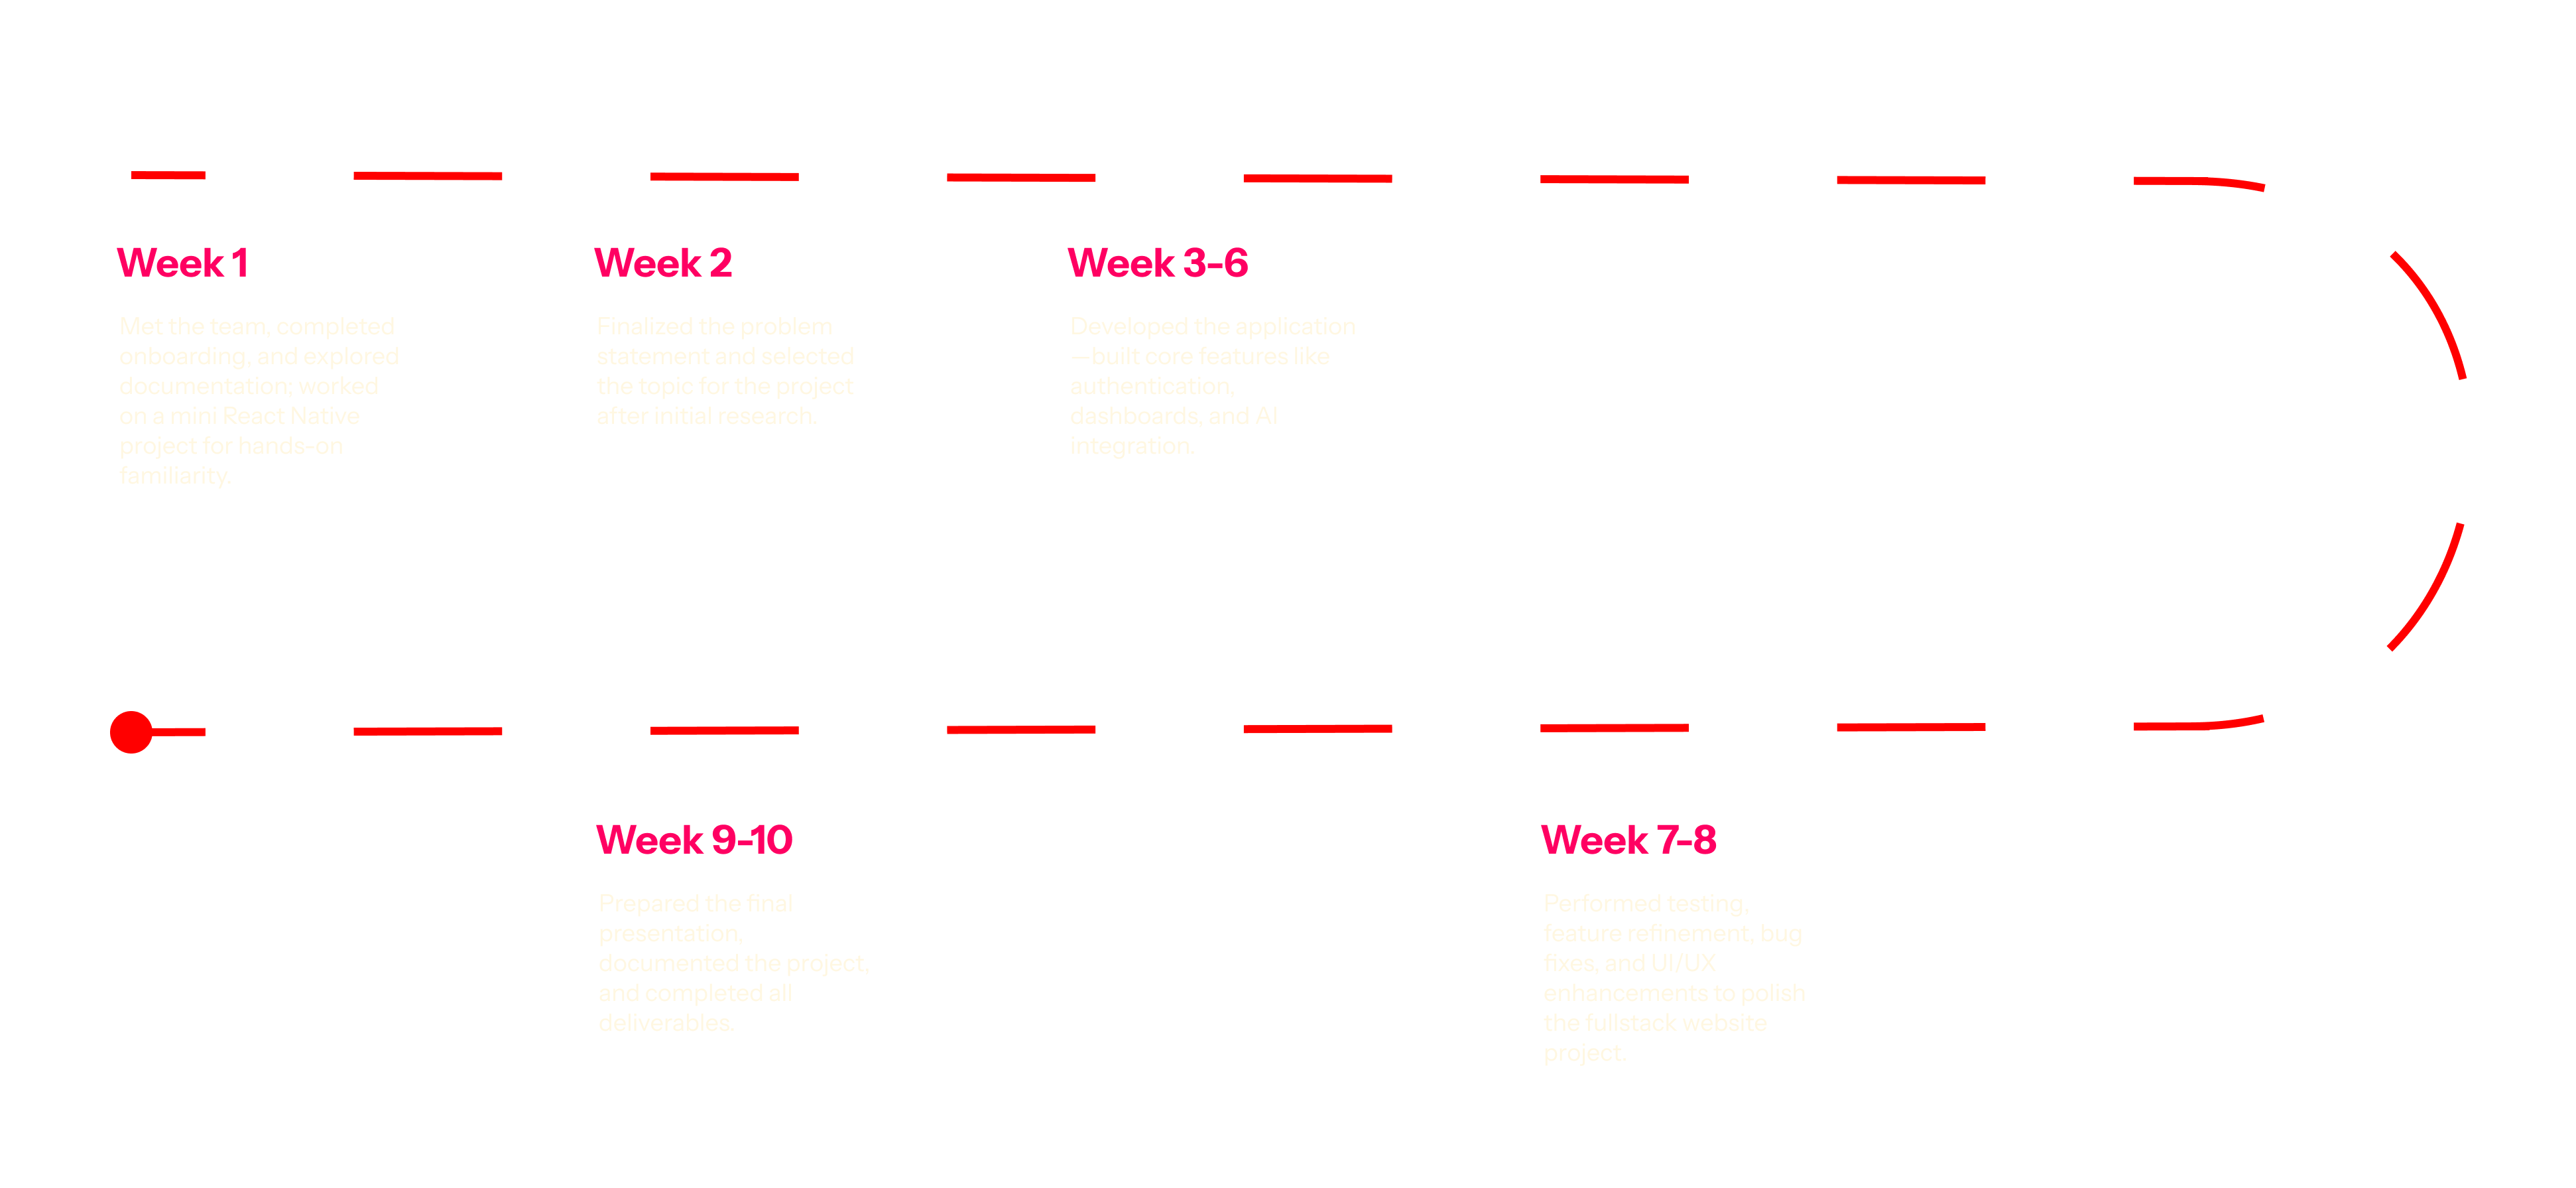 Week 1
Met the team, completed
onboarding, and explored
documentation; worked
on a mini React Native
project for hands-on
familiarity.
Week 2
Finalized the problem
statement and selected
the topic for the project
after initial research.
Week 3-6
Developed the application
—built core features like
authentication,
dashboards, and AI
integration.
Week 9-10
Prepared the final
presentation,
documented the project,
and completed all
deliverables.
Week 7-8
Performed testing,
feature refinement, bug
fixes, and UI/UX
enhancements to polish
the fullstack website
project.